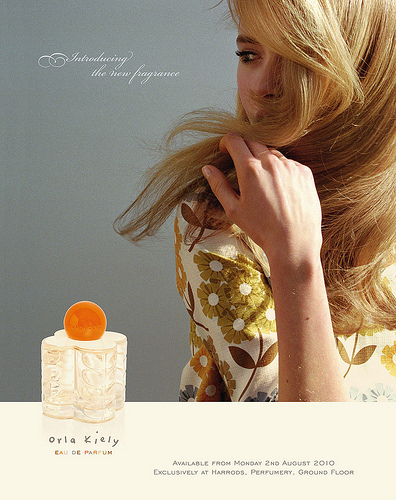 Introducing
the new fragrance
orla kiely
EAU DE PARFUM
AVAILABLE FROM MONDAY 2ND AUGUST 2010
EXCLUSIVELY AT HARRODS, PERFUMERY, GROUND FLOOR